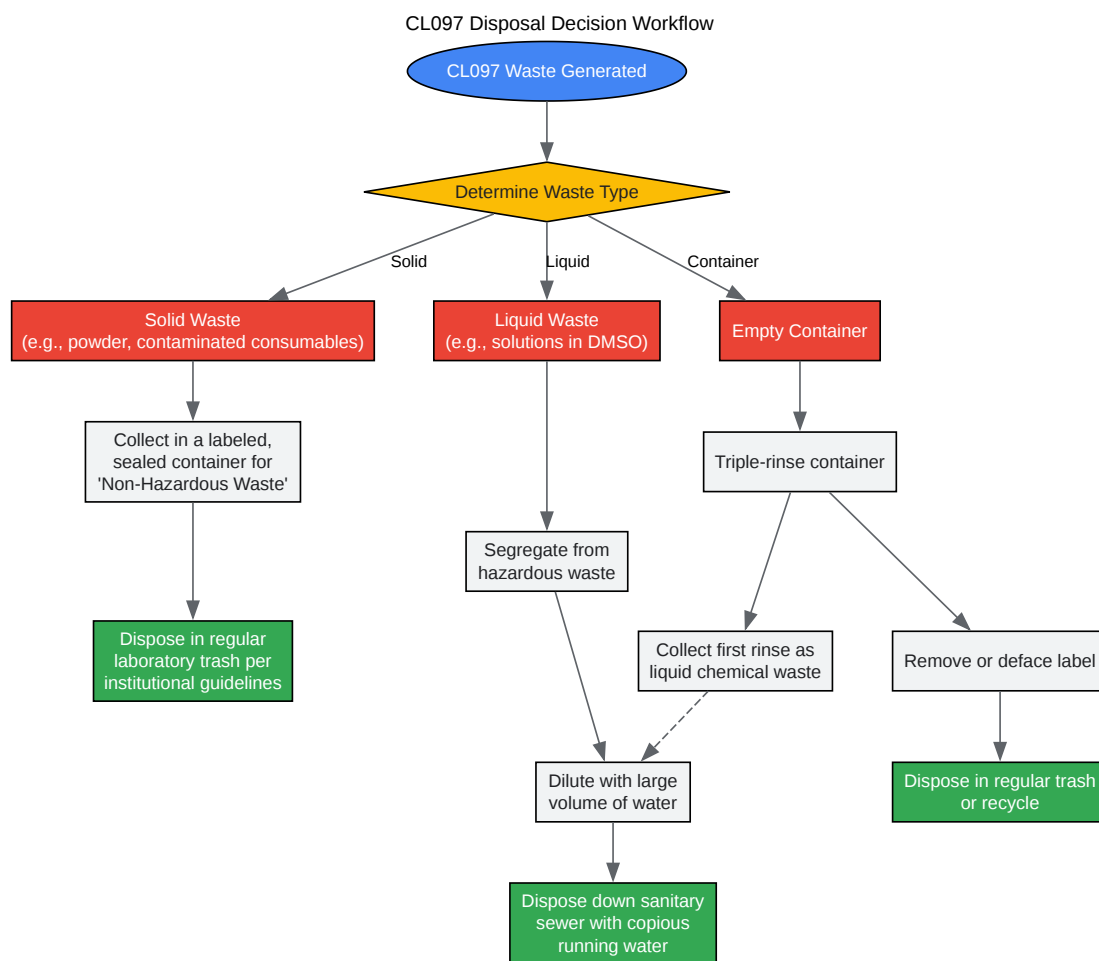 CL097 Disposal Decision Workflow
CL097 Waste Generated
Determine Waste Type
Solid
Liquid
Container
Solid Waste
(e.g., powder, contaminated consumables)
Liquid Waste
(e.g., solutions in DMSO)
Empty Container
Collect in a labeled,
sealed container for
'Non-Hazardous Waste'
Triple-rinse container
Segregate from
hazardous waste
Dispose in regular
laboratory trash per
institutional guidelines
Collect first rinse as
liquid chemical waste
Remove or deface label
Dilute with large
volume of water
Dispose in regular trash
or recycle
Dispose down sanitary
sewer with copious
running water